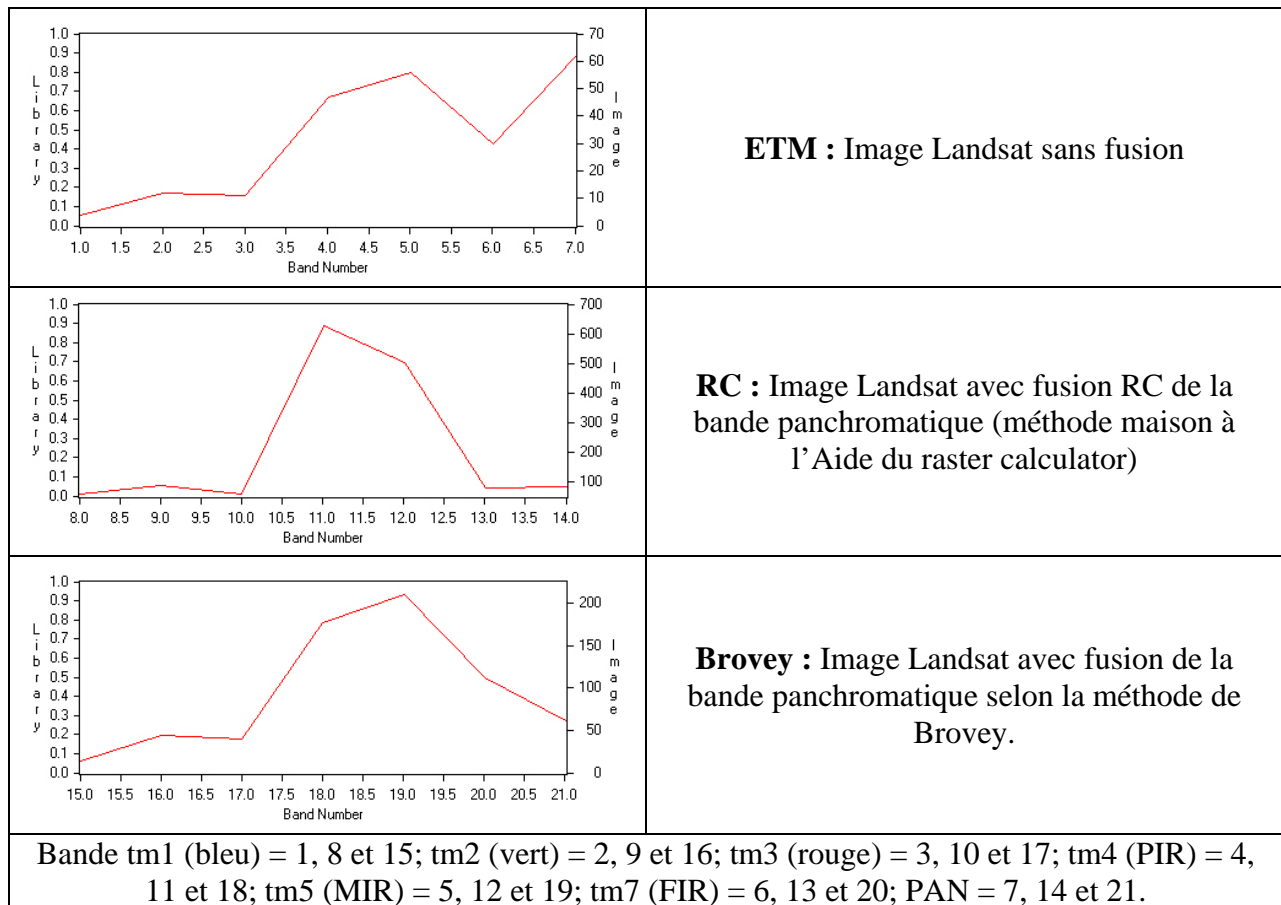 1.0
0.9
0.8
0.7
0.6
0.5
0.4
0.3
0.2
0.1
0.0
Library
70
60
50
40
30
20
10
0
Image
1.0 1.5 2.0 2.5 3.0 3.5 4.0 4.5 5.0 5.5 6.0 6.5 7.0
Band Number
ETM : Image Landsat sans fusion
1.0
0.9
0.8
0.7
0.6
0.5
0.4
0.3
0.2
0.1
0.0
Library
700
600
500
400
300
200
100
Image
8.0 8.5 9.0 9.5 10.0 10.5 11.0 11.5 12.0 12.5 13.0 13.5 14.0
Band Number
RC : Image Landsat avec fusion RC de la
bande panchromatique (méthode maison à
l’Aide du raster calculator)
1.0
0.9
0.8
0.7
0.6
0.5
0.4
0.3
0.2
0.1
0.0
Library
200
150
100
50
0
Image
15.0 15.5 16.0 16.5 17.0 17.5 18.0 18.5 19.0 19.5 20.0 20.5 21.0
Band Number
Brovey : Image Landsat avec fusion de la
bande panchromatique selon la méthode de
Brovey.
Bande tm1 (bleu) = 1, 8 et 15; tm2 (vert) = 2, 9 et 16; tm3 (rouge) = 3, 10 et 17; tm4 (PIR) = 4,
11 et 18; tm5 (MIR) = 5, 12 et 19; tm7 (FIR) = 6, 13 et 20; PAN = 7, 14 et 21.